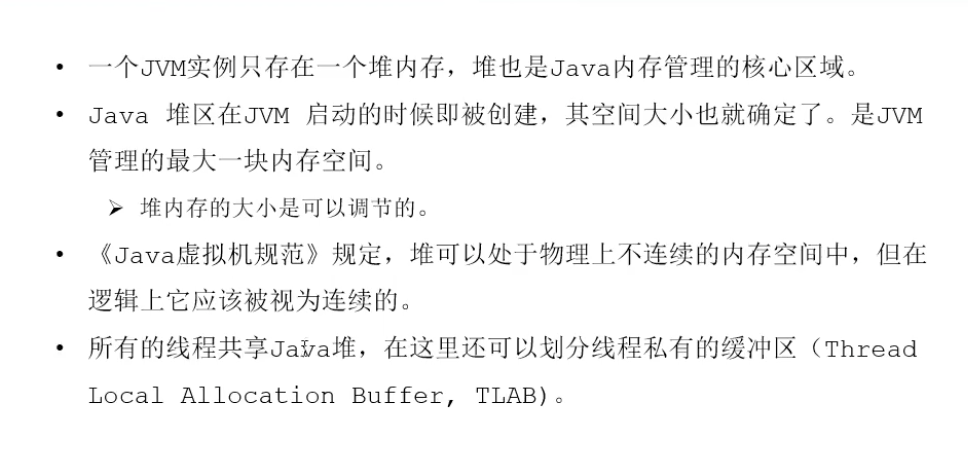 • 一个JVM实例只存在一个堆内存，堆也是Java内存管理的核心区域。
• Java 堆区在JVM 启动的时候即被创建，其空间大小也就确定了。是JVM
管理的最大一块内存空间。
➢ 堆内存的大小是可以调节的。
• 《Java虚拟机规范》规定，堆可以处于物理上不连续的内存空间中，但在
逻辑上它应该被视为连续的。
• 所有的线程共享Java堆，在这里还可以划分线程私有的缓冲区（Thread
Local Allocation Buffer, TLAB)。